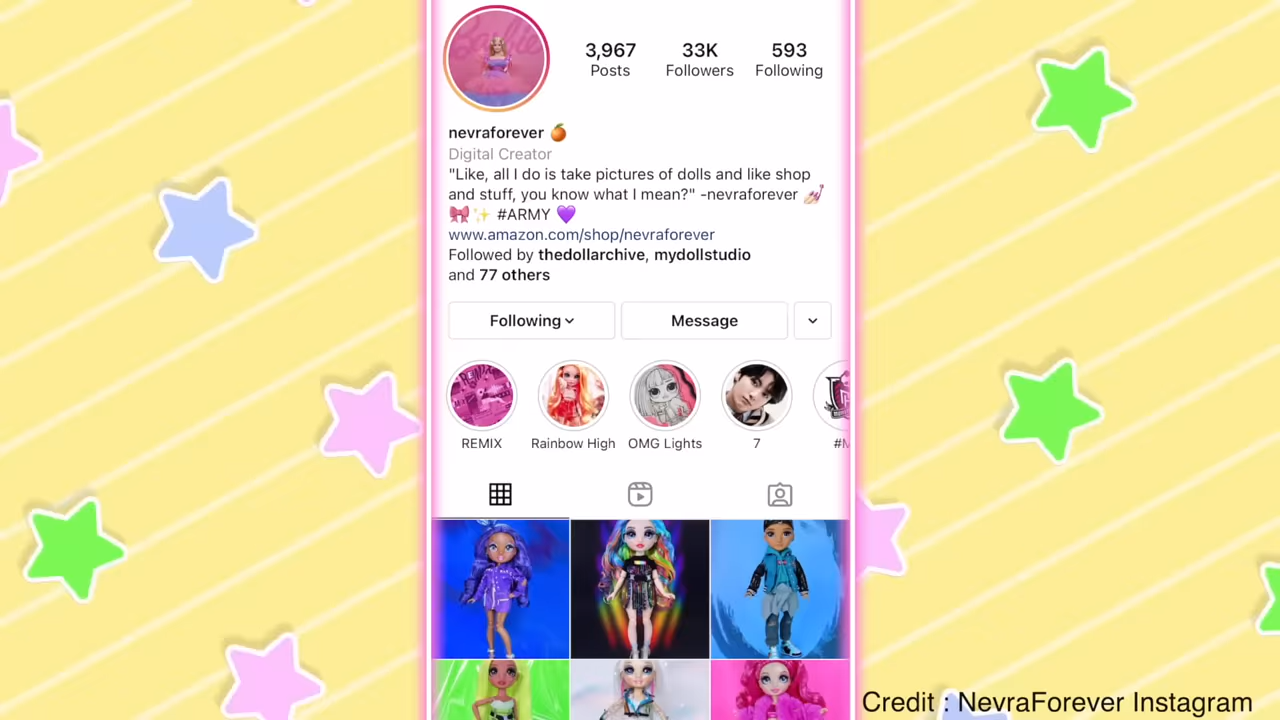 3,967
33K
593
Posts
Followers
Following
nevraforever 🍊
Digital Creator
"Like, all I do is take pictures of dolls and like shop
and stuff, you know what I mean?" -nevraforever 💅🏻
🎀✨ #ARMY 💜
www.amazon.com/shop/nevraforever
Followed by thedollarchive, mydollstudio
and 77 others
Following
Message
REMIX
Rainbow High
OMG Lights
7
#M
Credit : NevraForever Instagram